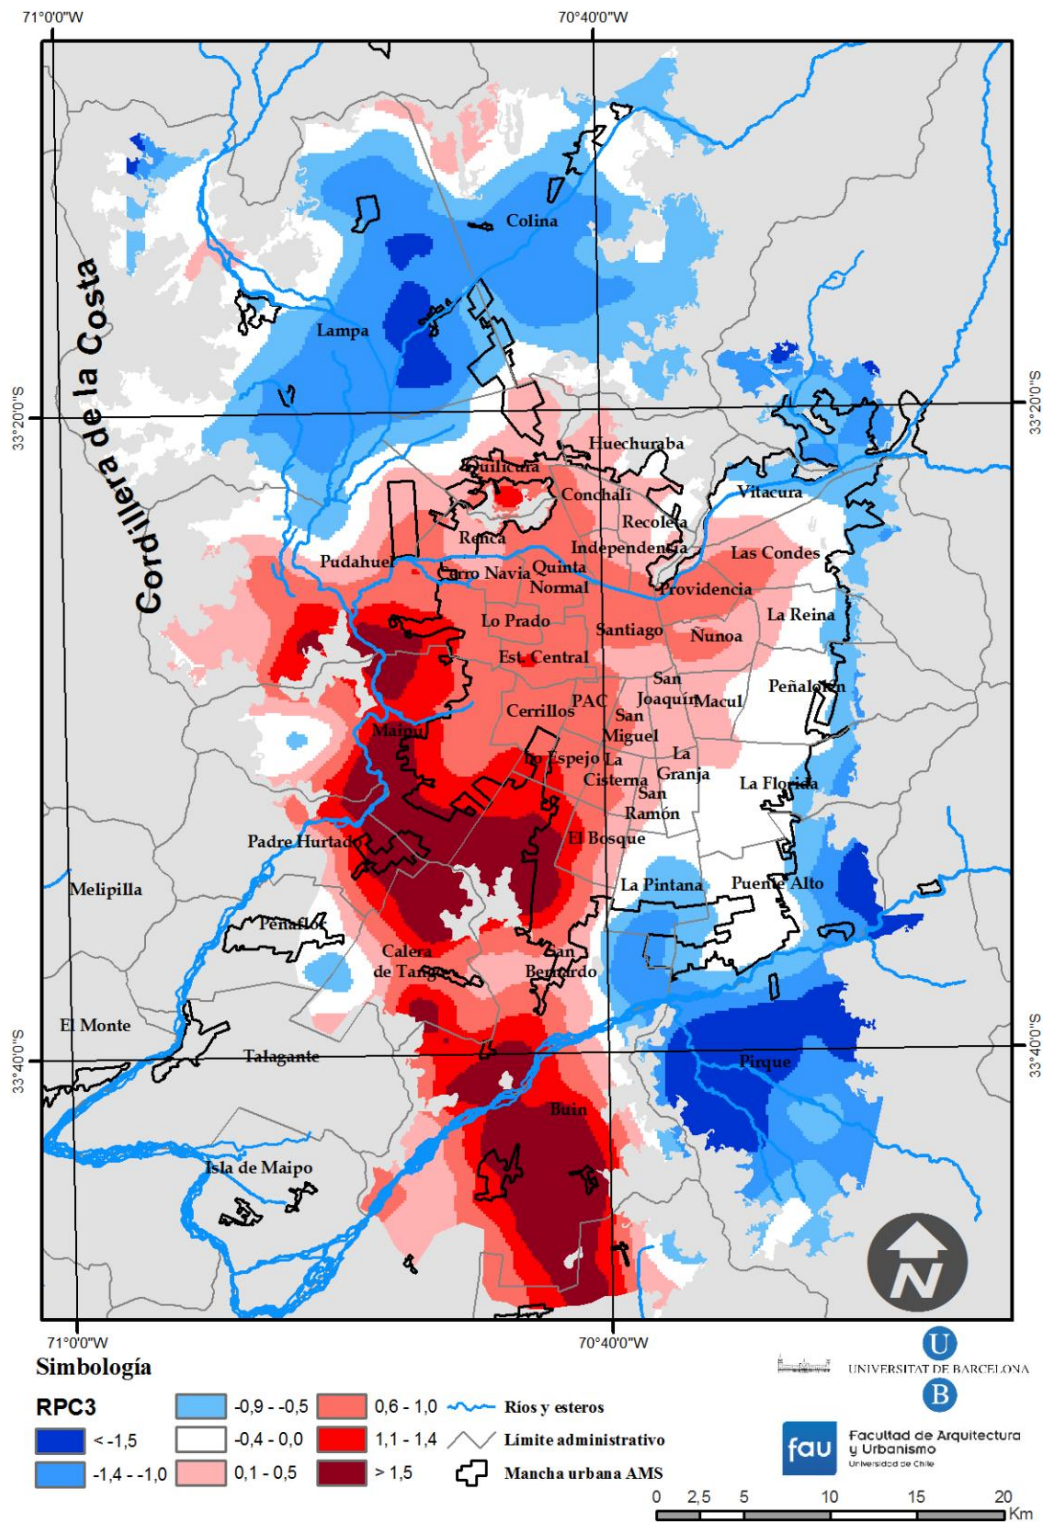 71°0'0"W
70°40'0"W
Colina
Cordillera de la Costa
Lampa
33°20'0"S
33°20'0"S
Huechuraba
Quilicura
Conchalí
Vitacura
Recoleta
Renca
Independencia
Las Condes
Pudahuel
Cerro Navia
Quinta
Normal
Providencia
La Reina
Lo Prado
Santiago
Ñunoa
Est. Central
San
Joaquín
Macul
Peñalolén
PAC
Cerrillos
San
Miguel
Maipú
Lo Espejo
La
Cisterna
La
Granja
La Florida
San
Ramón
El Bosque
Padre Hurtado
La Pintana
Puente Alto
Melipilla
Peñaflor
Calera
de Tango
San
Bernardo
El Monte
Talagante
33°40'0"S
33°40'0"S
Pirque
Buin
Isla de Maipo
N
71°0'0"W
70°40'0"W
Simbología
RPC3
< -1,5
-1,4 - -1,0
-0,9 - -0,5
-0,4 - 0,0
0,1 - 0,5
0,6 - 1,0
1,1 - 1,4
> 1,5
Ríos y esteros
Límite administrativo
Mancha urbana AMS
U
UNIVERSITAT DE BARCELONA
B
fau
Facultad de Arquitectura
y Urbanismo
Universidad de Chile
0 2,5 5 10 15 20
Km